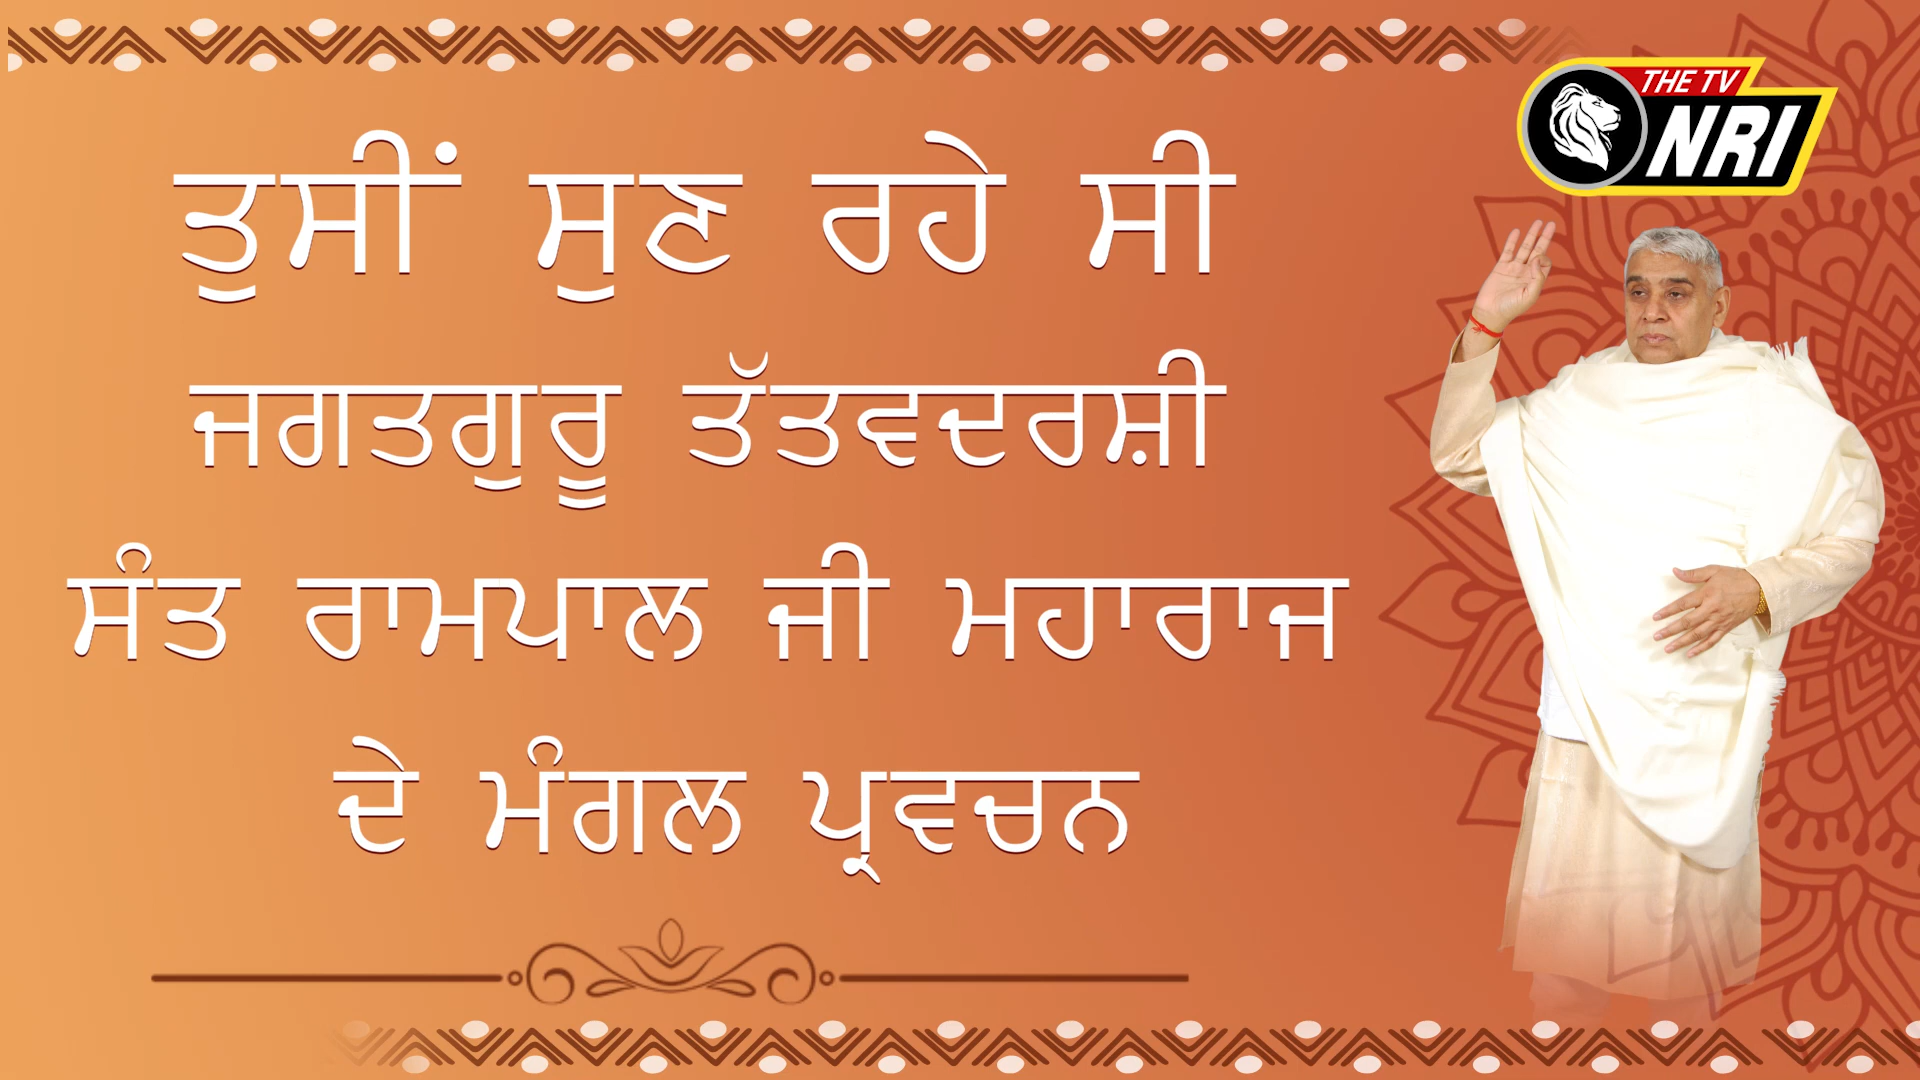 THE TV
NRI
ਤੁਸੀਂ ਸੁਣ ਰਹੇ ਸੀ
ਜਗਤਗੁਰੂ ਤੱਤਵਦਰਸ਼ੀ
ਸੰਤ ਰਾਮਪਾਲ ਜੀ ਮਹਾਰਾਜ
ਦੇ ਮੰਗਲ ਪ੍ਰਵਚਨ